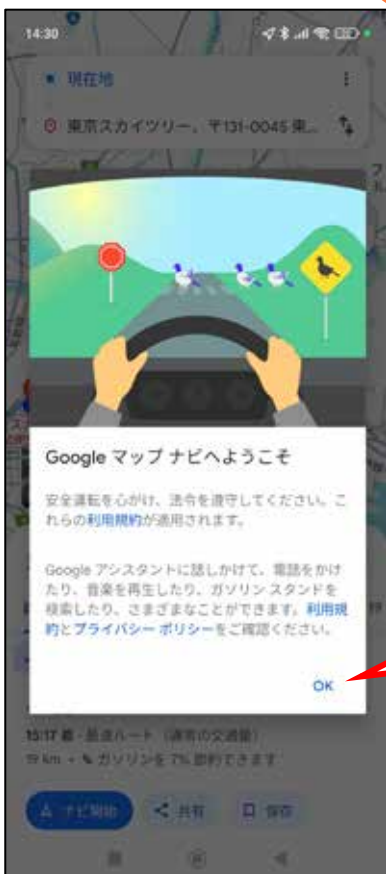 14:30
現在地
東京スカイツリー、〒131-0045 東...
Google マップ ナビへようこそ
安全運転を心がけ、法令を遵守してください。こ
れらの利用規約が適用されます。
Google アシスタントに話しかけて、電話をかけ
たり、音楽を再生したり、ガソリン スタンドを
検索したり、さまざまなことができます。利用規
約とプライバシー ポリシーをご確認ください。
OK
15:17 着・最速ルート（通常の交通量）
19 km・ガソリンを 7% 節約できます
ナビ開始
共有
保存